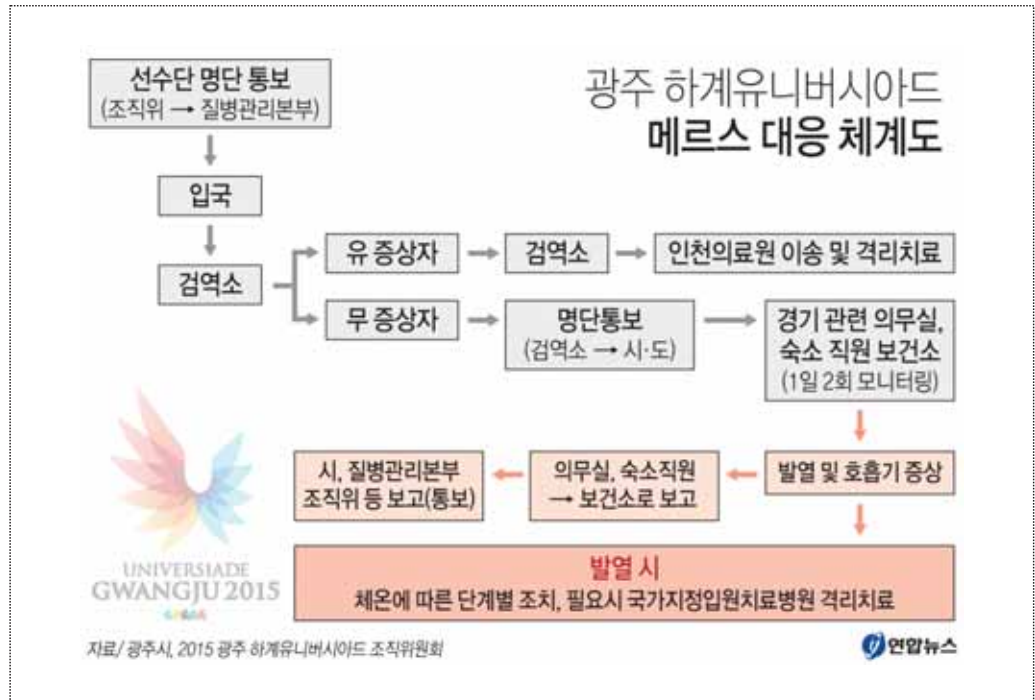 광주 하계유니버시아드
메르스 대응 체계도
선수단 명단 통보
(조직위 → 질병관리본부)
입국
검역소
유 증상자
검역소
인천의료원 이송 및 격리치료
무 증상자
명단통보
(검역소 → 시·도)
경기 관련 의무실,
숙소 직원 보건소
(1일 2회 모니터링)
발열 및 호흡기 증상
의무실, 숙소직원
→ 보건소로 보고
시, 질병관리본부
조직위 등 보고(통보)
발열 시
체온에 따른 단계별 조치, 필요시 국가지정입원치료병원 격리치료
UNIVERSIADE
GWANGJU 2015
자료/ 광주시, 2015 광주 하계유니버시아드 조직위원회
연합뉴스